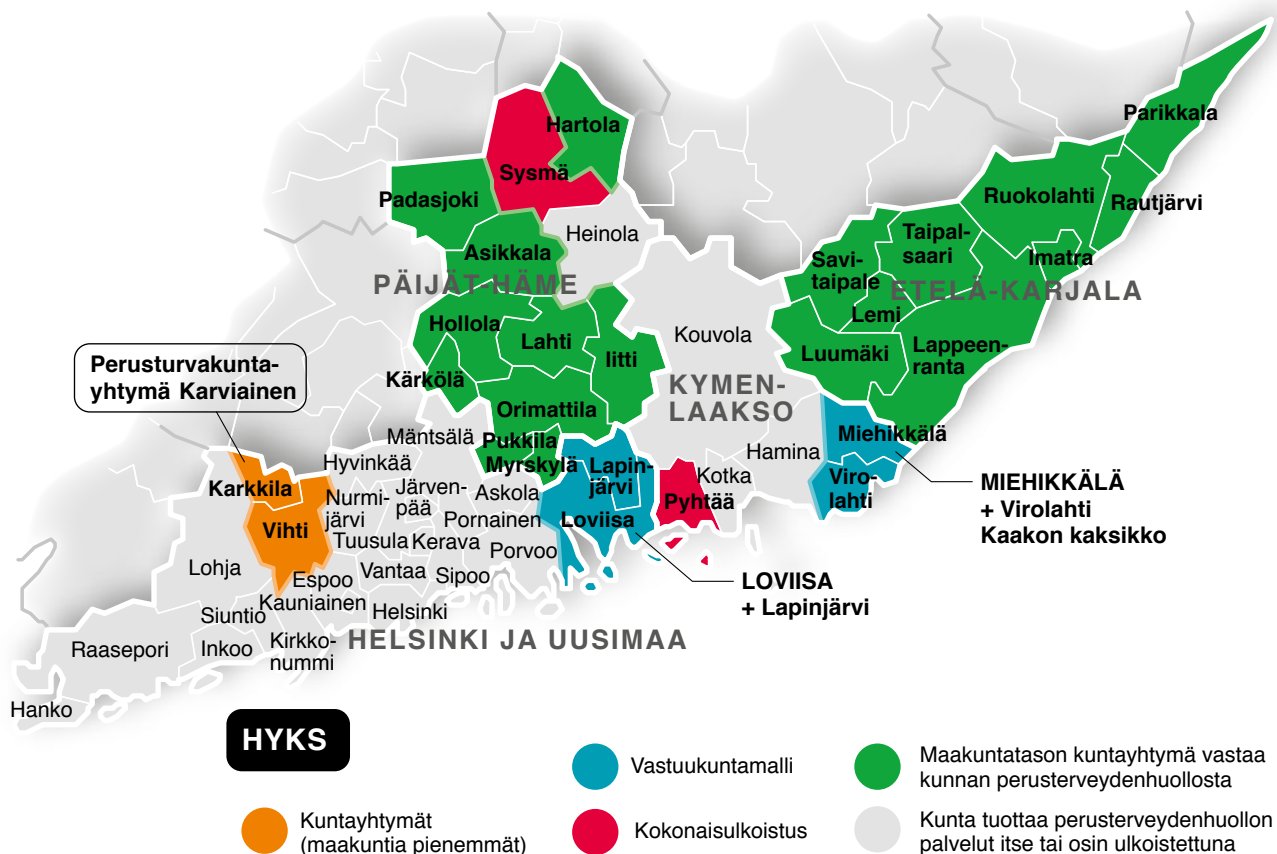 Parikkala
Hartola
Sysmä
Padasjoki
Ruokolahti
Rautjärvi
Heinola
Taipal-
saari
Asikkala
Imatra
Savi-
taipale
PÄIJÄT-HÄME
ETELÄ-KARJALA
Lemi
Hollola
Lahti
Iitti
Kouvola
Luumäki
Lappeen-
ranta
Perusturvakunta-
yhtymä Karviainen
Kärkölä
KYMEN-
LAAKSO
Orimattila
Mäntsälä
Pukkila
Myrskylä
Miehikkälä
Hamina
Hyvinkää
Lapin-
järvi
Kotka
Viro-
lahti
Karkkila
Nurmi-
järvi
Järven-
pää
Askola
Pyhtää
MIEHIKKÄLÄ
+ Virolahti
Kaakon kaksikko
Vihti
Pornainen
Loviisa
Tuusula
Kerava
Porvoo
Lohja
Espoo
Vantaa
Sipoo
LOVIISA
+ Lapinjärvi
Kauniainen
Siuntio
Helsinki
HELSINKI JA UUSIMAA
Raasepori
Inkoo
Kirkko-
nummi
Hanko
HYKS
Kuntayhtymät
(maakuntia pienemmät)
Vastuukuntamalli
Kokonaisulkoistus
Maakuntatason kuntayhtymä vastaa
kunnan perusterveydenhuollosta
Kunta tuottaa perusterveydenhuollon
palvelut itse tai osin ulkoistettuna